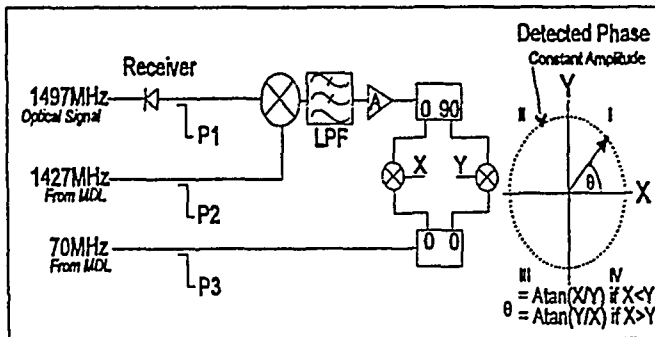 Receiver
1497MHz
Optical Signal
P1
LPF
A
0 90
1427MHz
From MDL
P2
X Y
70MHz
From MDL
P3
0 0
Detected Phase
Constant Amplitude
Y
II I
θ
X
III IV
θ = Atan(X/Y) if X<Y
= Atan(Y/X) if X>Y